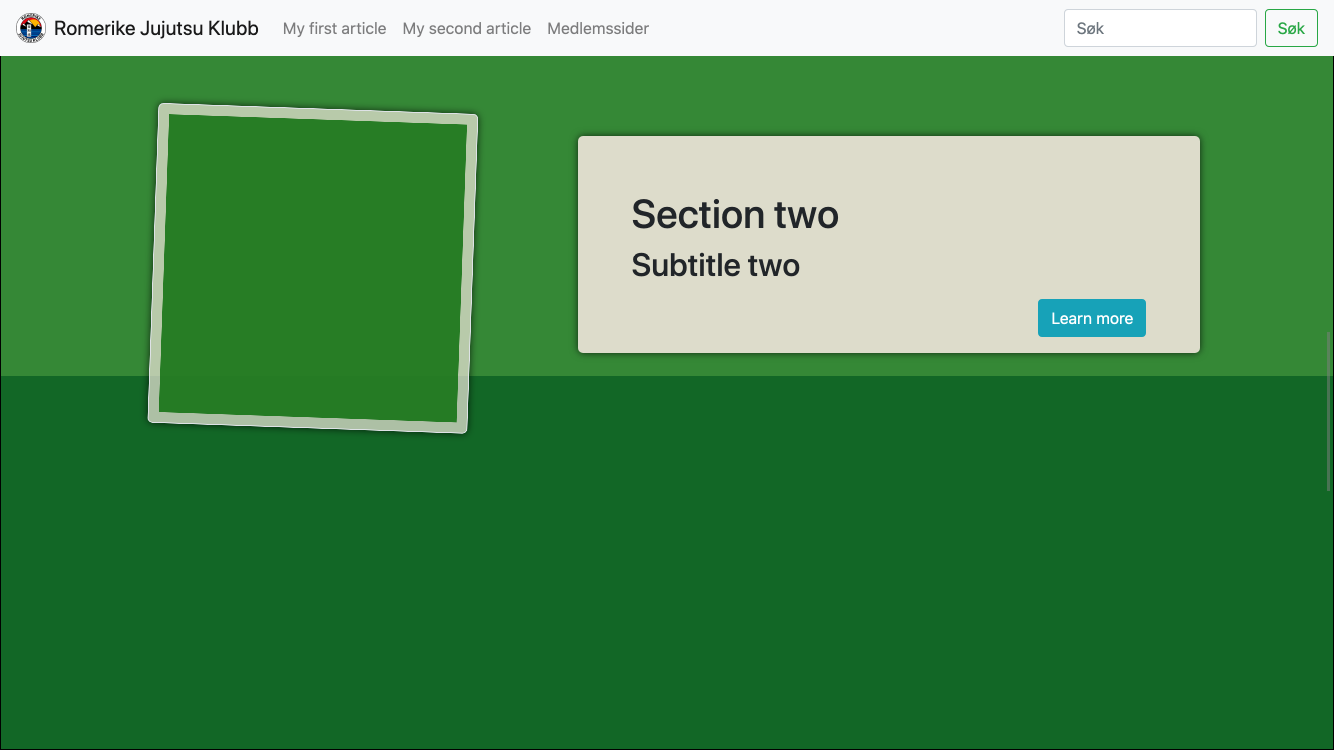 Romerike Jujutsu Klubb My first article My second article Medlemssider Søk Søk
Section two
Subtitle two
Learn more